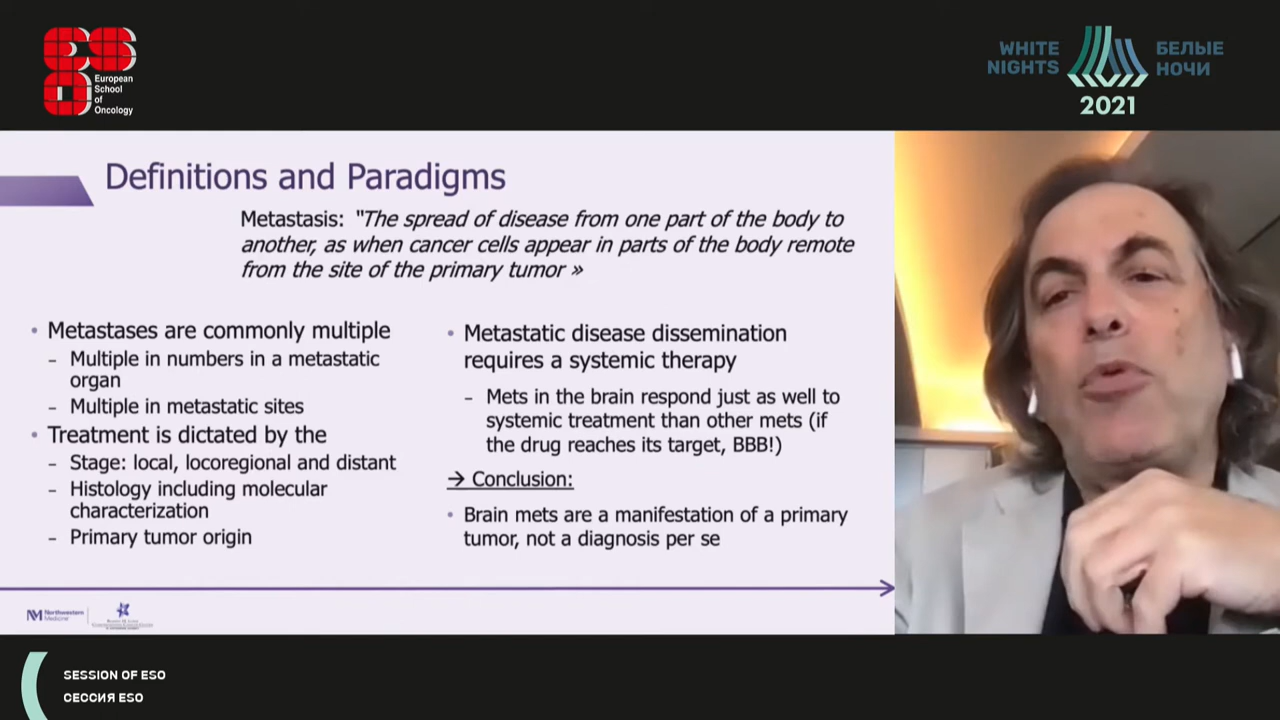 European
School
of
Oncology
WHITE
NIGHTS
БЕЛЫЕ
НОЧИ
2021
Definitions and Paradigms
Metastasis: "The spread of disease from one part of the body to
another, as when cancer cells appear in parts of the body remote
from the site of the primary tumor »
• Metastases are commonly multiple
– Multiple in numbers in a metastatic
organ
– Multiple in metastatic sites
• Treatment is dictated by the
– Stage: local, locoregional and distant
– Histology including molecular
characterization
– Primary tumor origin
• Metastatic disease dissemination
requires a systemic therapy
– Mets in the brain respond just as well to
systemic treatment than other mets (if
the drug reaches its target, BBB!)
→ Conclusion:
• Brain mets are a manifestation of a primary
tumor, not a diagnosis per se
NM Northwestern
Medicine
SESSION OF ESO
СЕССИЯ ESO